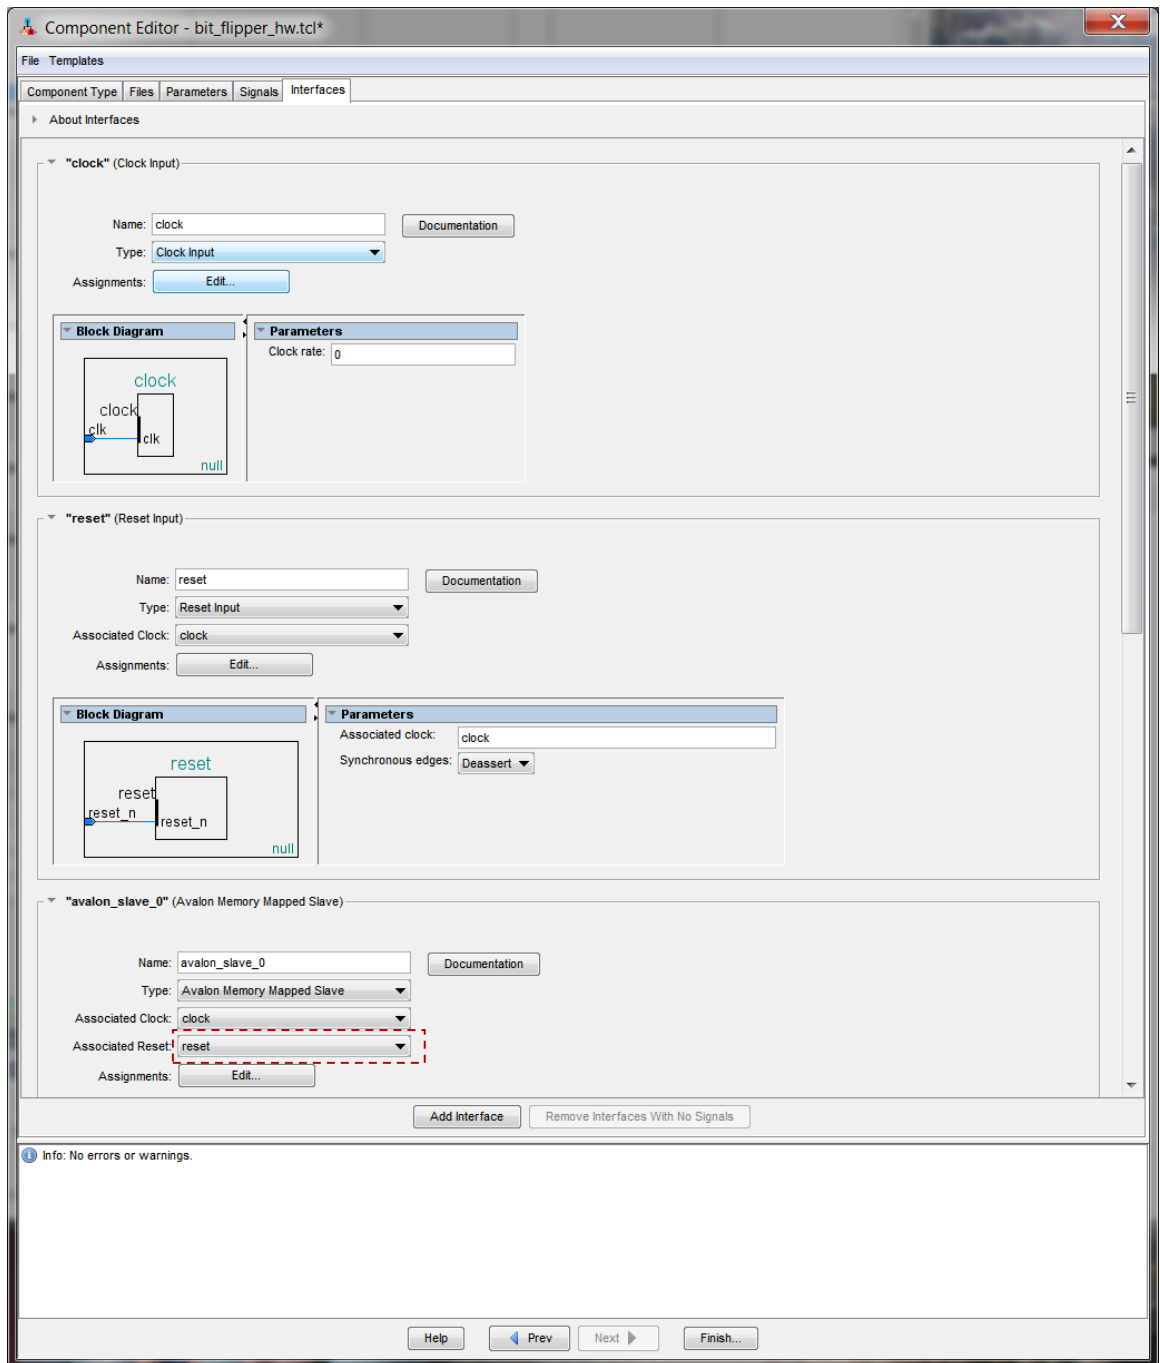 Component Editor - bit_flipper_hw.tcl*
X
File Templates
Component Type Files Parameters Signals Interfaces
About Interfaces
"clock" (Clock Input)
Name: clock Documentation
Type: Clock Input
Assignments: Edit...
Block Diagram Parameters
Clock rate: 0
clock
clock
clk
clk
null
"reset" (Reset Input)
Name: reset Documentation
Type: Reset Input
Associated Clock: clock
Assignments: Edit...
Block Diagram Parameters
Associated clock: clock
Synchronous edges: Deassert
reset
reset
reset_n
reset_n
null
"avalon_slave_0" (Avalon Memory Mapped Slave)
Name: avalon_slave_0 Documentation
Type: Avalon Memory Mapped Slave
Associated Clock: clock
Associated Reset: reset
Assignments: Edit...
Add Interface Remove Interfaces With No Signals
Info: No errors or warnings.
Help Prev Next Finish...